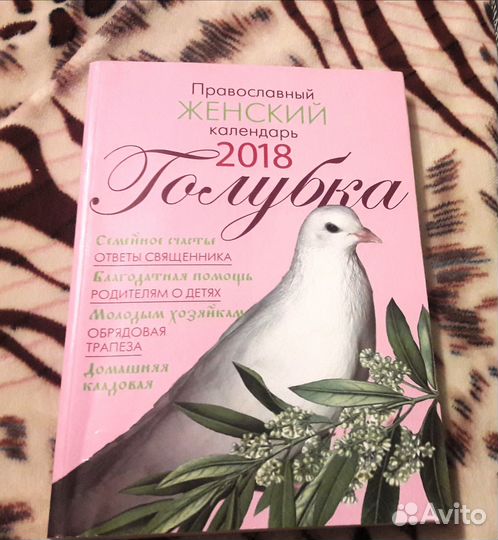 Православный
ЖЕНСКИЙ
календарь
2018
Голубка
Семейное счастье
ОТВЕТЫ СВЯЩЕННИКА
Благодатная помощь
РОДИТЕЛЯМ О ДЕТЯХ
Молодым хозяйкам
ОБРЯДОВАЯ
ТРАПЕЗА
Домашняя
кладовая
Avito